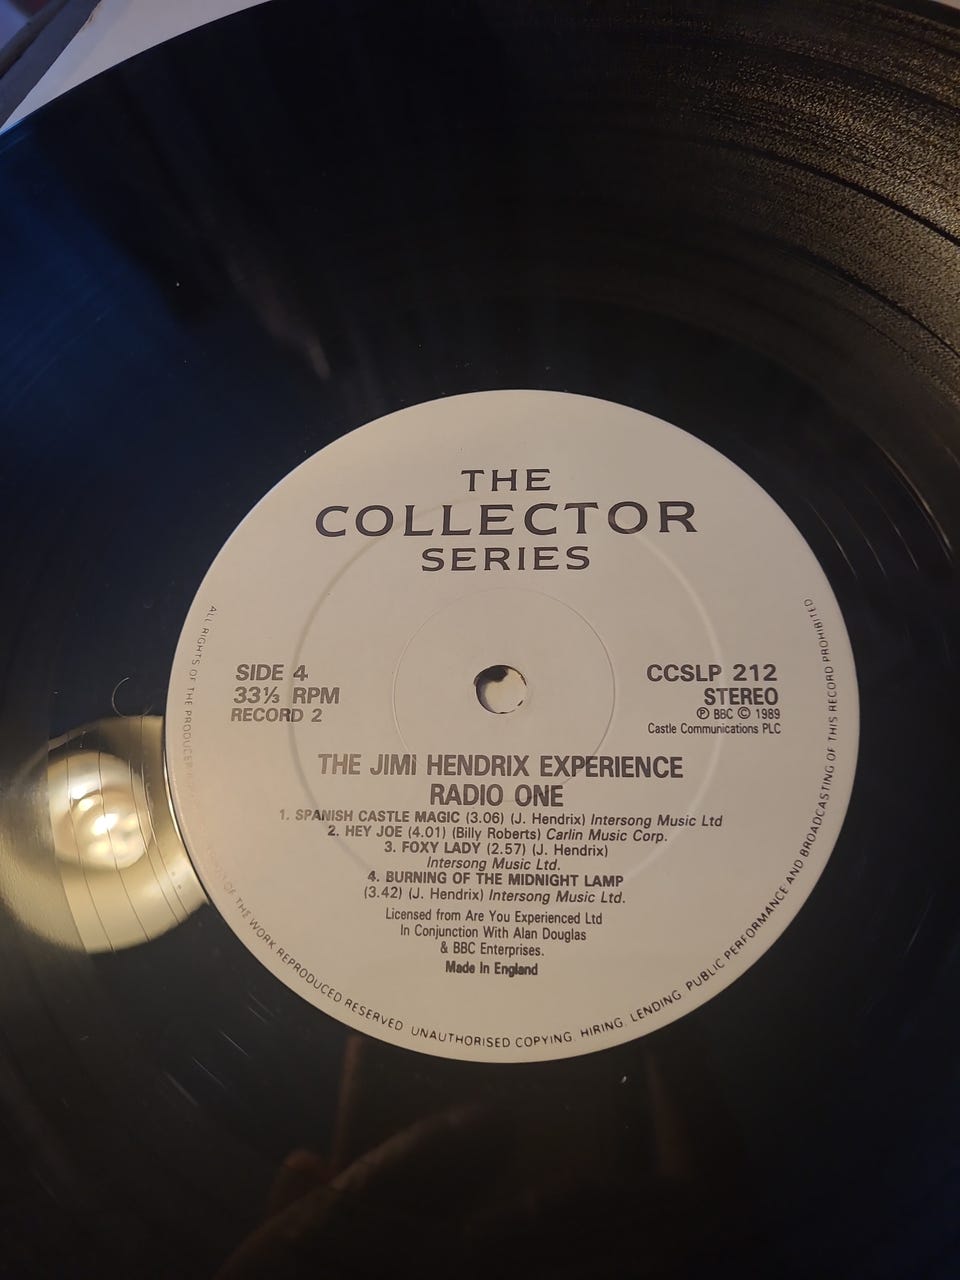 THE
COLLECTOR
SERIES
SIDE 4
33⅓ RPM
RECORD 2
CCSLP 212
STEREO
℗ BBC © 1989
Castle Communications PLC
THE JIMI HENDRIX EXPERIENCE
RADIO ONE
1. SPANISH CASTLE MAGIC (3.06) (J. Hendrix) Intersong Music Ltd
2. HEY JOE (4.01) (Billy Roberts) Carlin Music Corp.
3. FOXY LADY (2.57) (J. Hendrix)
Intersong Music Ltd.
4. BURNING OF THE MIDNIGHT LAMP
(3.42) (J. Hendrix) Intersong Music Ltd.
Licensed from Are You Experienced Ltd
In Conjunction With Alan Douglas
& BBC Enterprises.
Made In England
ALL RIGHTS OF THE PRODUCER OF THE WORK REPRODUCED RESERVED UNAUTHORISED COPYING, HIRING, LENDING, PUBLIC PERFORMANCE AND BROADCASTING OF THIS RECORD PROHIBITED